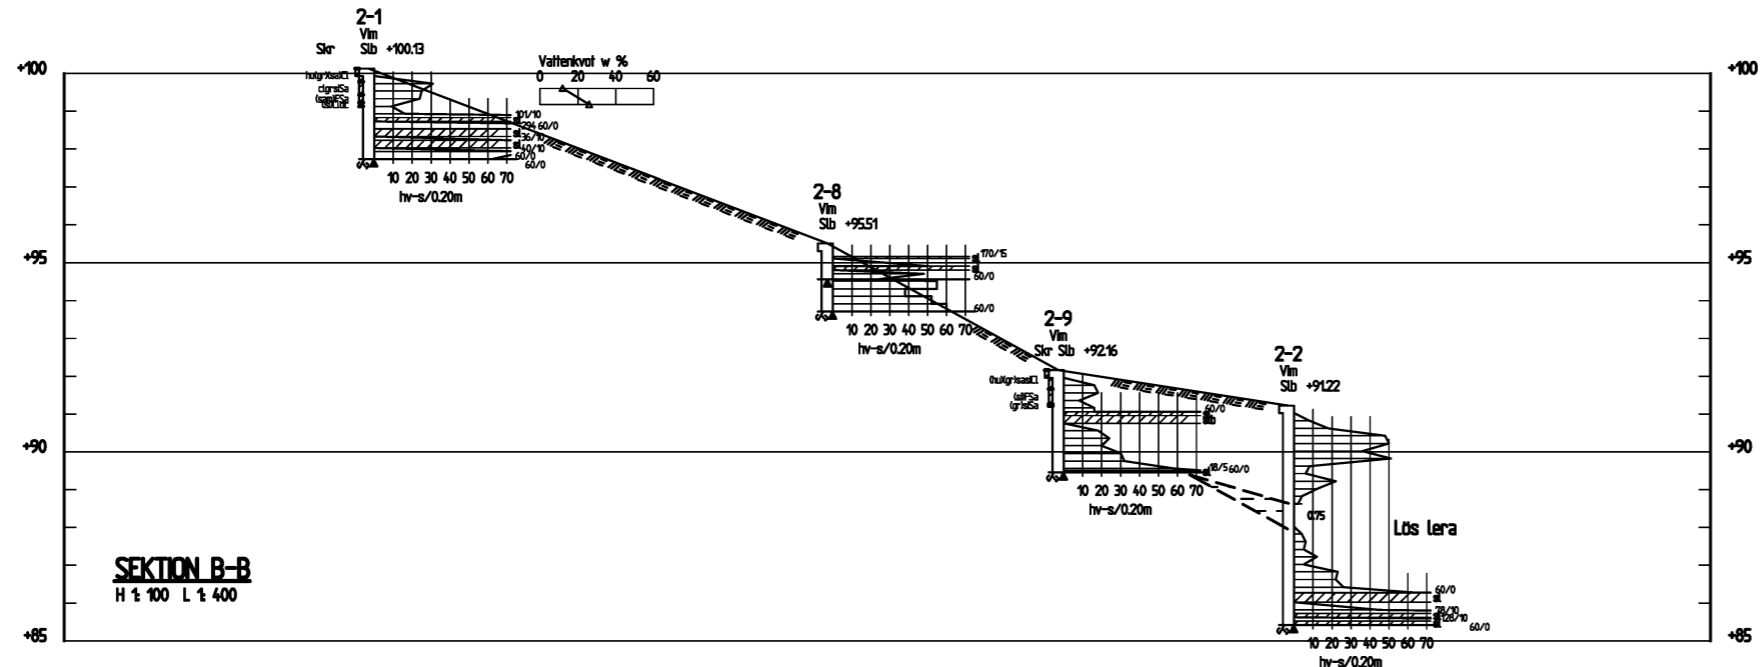 2-1
Vim
Skr Slb +100.13
+100
+100
Vattenkvot w %
0 20 40 60
clgrsiSa
101/10
294 60/0
36/10
40/10
60/0
60/0
10 20 30 40 50 60 70
hv-s/0.20m
2-8
Vim
Slb +95.51
+95
+95
170/15
60/0
60/0
10 20 30 40 50 60 70
hv-s/0.20m
2-9
Vim
Skr Slb +92.16
(gr)siSa
60/0
+90
+90
18/5 60/0
10 20 30 40 50 60 70
hv-s/0.20m
2-2
Vim
Slb +91.22
0.75
Lös lera
60/0
78/10
128/10
60/0
10 20 30 40 50 60 70
hv-s/0.20m
SEKTION B-B
H 1: 100 L 1: 400
+85
+85